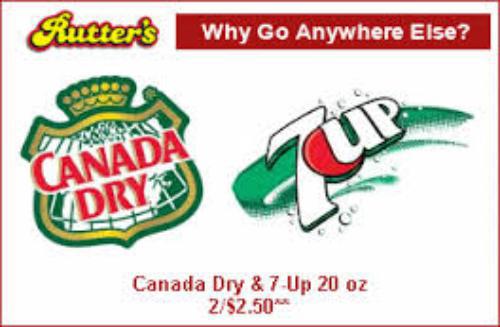 Rutter's
Why Go Anywhere Else?
CANADA
DRY
7UP
Canada Dry & 7-Up 20 oz
2/$2.50**